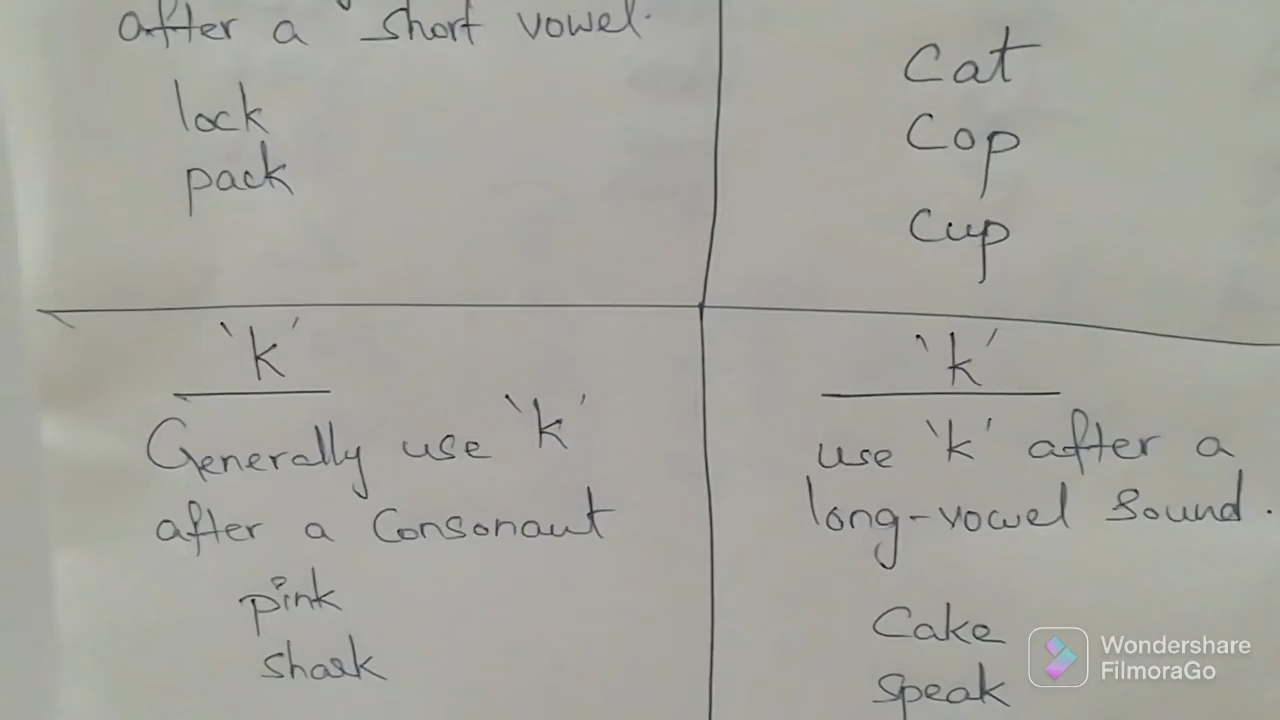 after a short vowel.
lock
pack
Cat
Cop
Cup
'k'
Generally use 'k'
after a Consonant
pink
shark
'k'
use 'k' after a
long-vowel Sound.
Cake
Speak
Wondershare
FilmoraGo